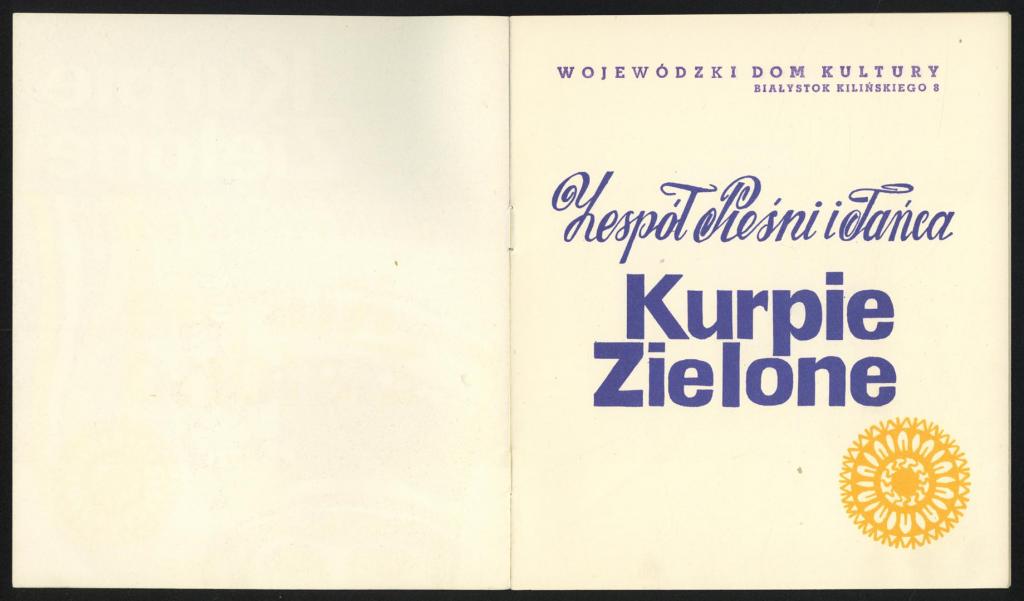 WOJEWÓDZKI DOM KULTURY
BIAŁYSTOK KILIŃSKIEGO 8
Zespół Pieśni i Tańca
Kurpie
Zielone